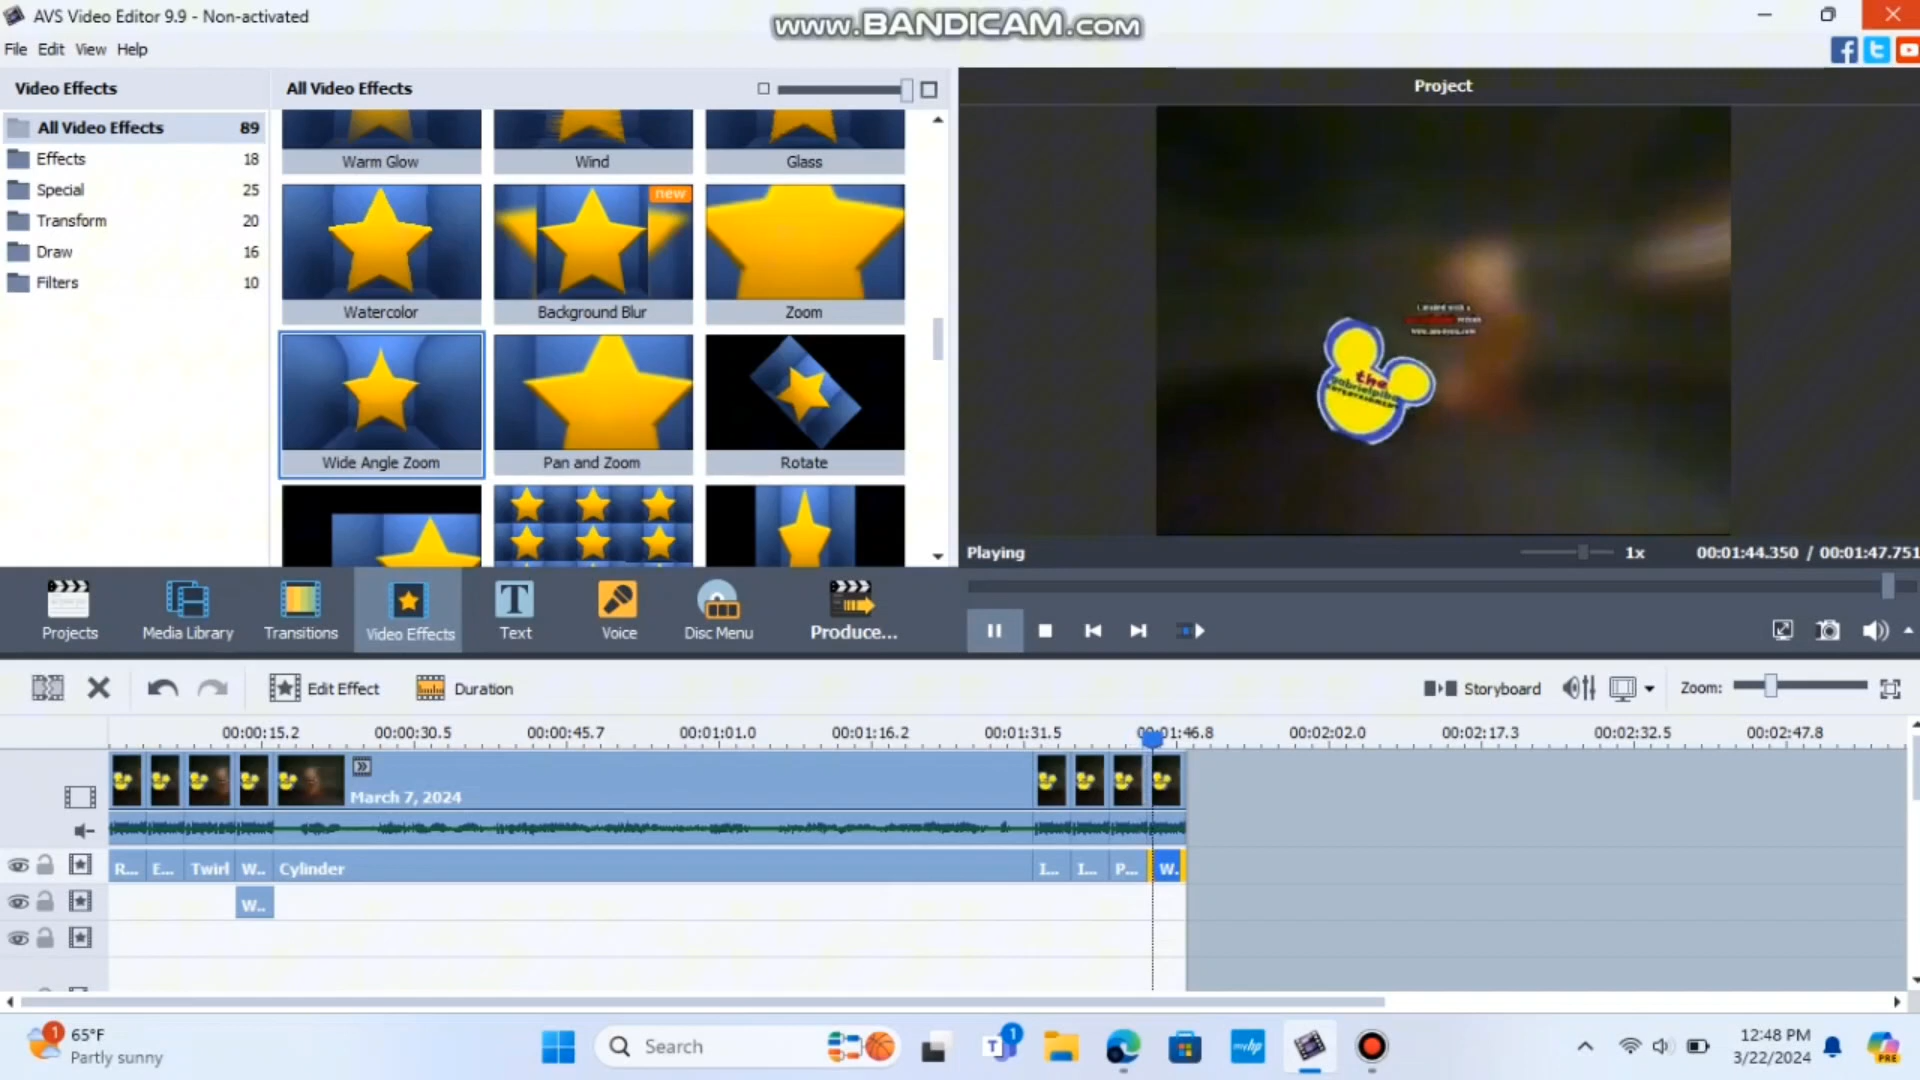 AVS Video Editor 9.9 - Non-activated
www.BANDICAM.com
File Edit View Help
Video Effects
All Video Effects
Project
All Video Effects 89
Effects 18
Special 25
Transform 20
Draw 16
Filters 10
Warm Glow
Wind
Glass
new
Watercolor
Background Blur
Zoom
Wide Angle Zoom
Pan and Zoom
Rotate
the
Playing
1x
00:01:44.350 / 00:01:47.751
Projects
Media Library
Transitions
Video Effects
Text
Voice
Disc Menu
Produce...
Edit Effect
Duration
Storyboard
Zoom:
00:00:15.2
00:00:30.5
00:00:45.7
00:01:01.0
00:01:16.2
00:01:31.5
00:01:46.8
00:02:02.0
00:02:17.3
00:02:32.5
00:02:47.8
March 7, 2024
R... E... Twirl W.. Cylinder I... I... P... W.
W..
1
65°F
Partly sunny
Search
T
1
myhp
12:48 PM
3/22/2024
PRE